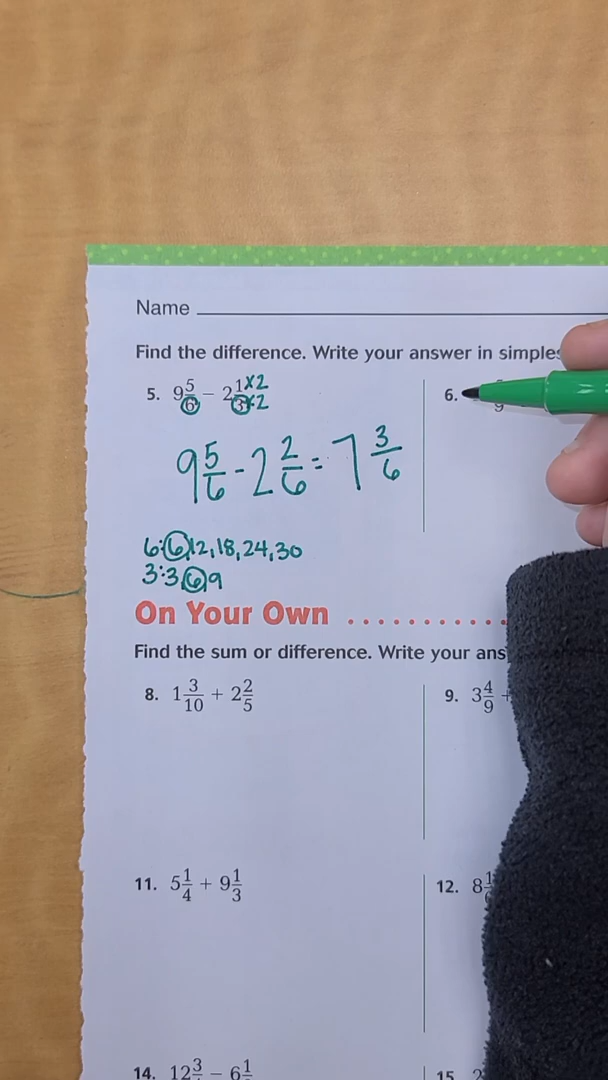 Name
Find the difference. Write your answer in simples
5. 9 5/6 − 2 1/3 ×2 ×2
6.
9
9 5/6 - 2 2/6 = 7 3/6
6:6,12,18,24,30
3:3,6,9
On Your Own
Find the sum or difference. Write your ans
8. 1 3/10 + 2 2/5
9. 3 4/9 +
11. 5 1/4 + 9 1/3
12. 8
14. 12 3 − 6 1
15. 2